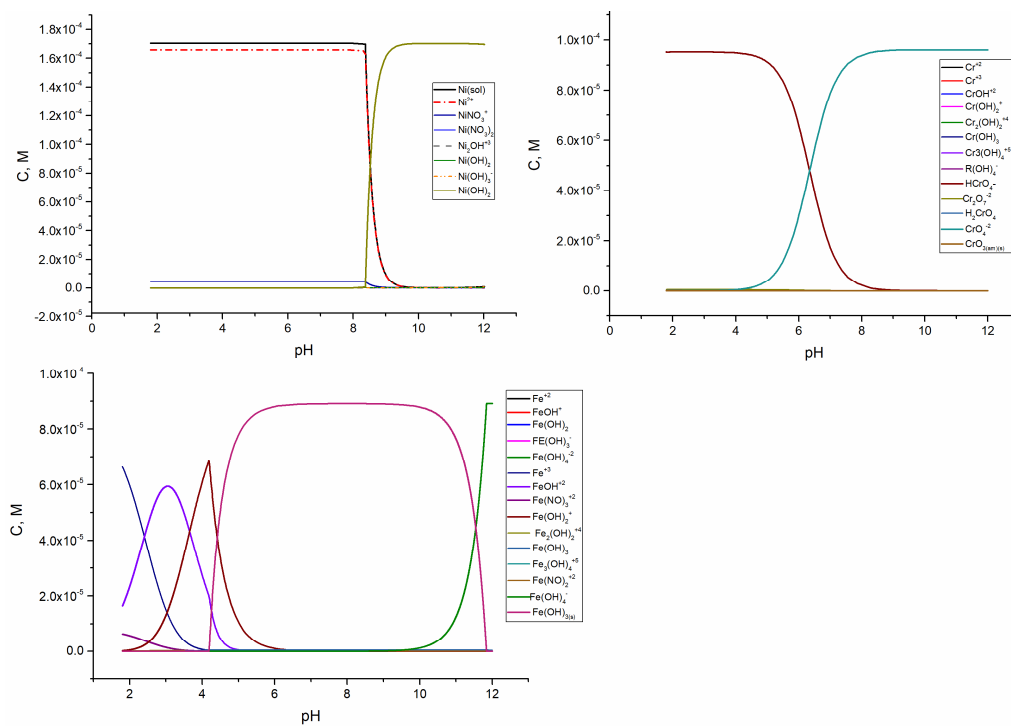 1.8x10⁻⁴
1.6x10⁻⁴
1.4x10⁻⁴
1.2x10⁻⁴
1.0x10⁻⁴
8.0x10⁻⁵
6.0x10⁻⁵
4.0x10⁻⁵
2.0x10⁻⁵
0.0
-2.0x10⁻⁵
C, M
0 2 4 6 8 10 12
pH
Ni(sol)
Ni²⁺
NiNO₃⁺
Ni(NO₃)₂
Ni₂OH⁺³
Ni(OH)₂
Ni(OH)₃⁻
Ni(OH)₂
1.0x10⁻⁴
8.0x10⁻⁵
6.0x10⁻⁵
4.0x10⁻⁵
2.0x10⁻⁵
0.0
C, M
0 2 4 6 8 10 12
pH
Cr⁺²
Cr⁺³
CrOH⁺²
Cr(OH)₂⁺
Cr₂(OH)₂⁺⁴
Cr(OH)₃
Cr3(OH)₄⁺⁵
R(OH)₄⁻
HCrO₄-
Cr₂O₇⁻²
H₂CrO₄
CrO₄⁻²
CrO₃₍ₐₘ₎₍ₛ₎
1.0x10⁻⁴
8.0x10⁻⁵
6.0x10⁻⁵
4.0x10⁻⁵
2.0x10⁻⁵
0.0
C, M
2 4 6 8 10 12
pH
Fe⁺²
FeOH⁺
Fe(OH)₂
FE(OH)₃⁻
Fe(OH)₄⁻²
Fe⁺³
FeOH⁺²
Fe(NO)₃⁺²
Fe(OH)₂⁺
Fe₂(OH)₂⁺⁴
Fe(OH)₃
Fe₃(OH)₄⁺⁵
Fe(NO)₂⁺²
Fe(OH)₄⁻
Fe(OH)₃₍ₛ₎